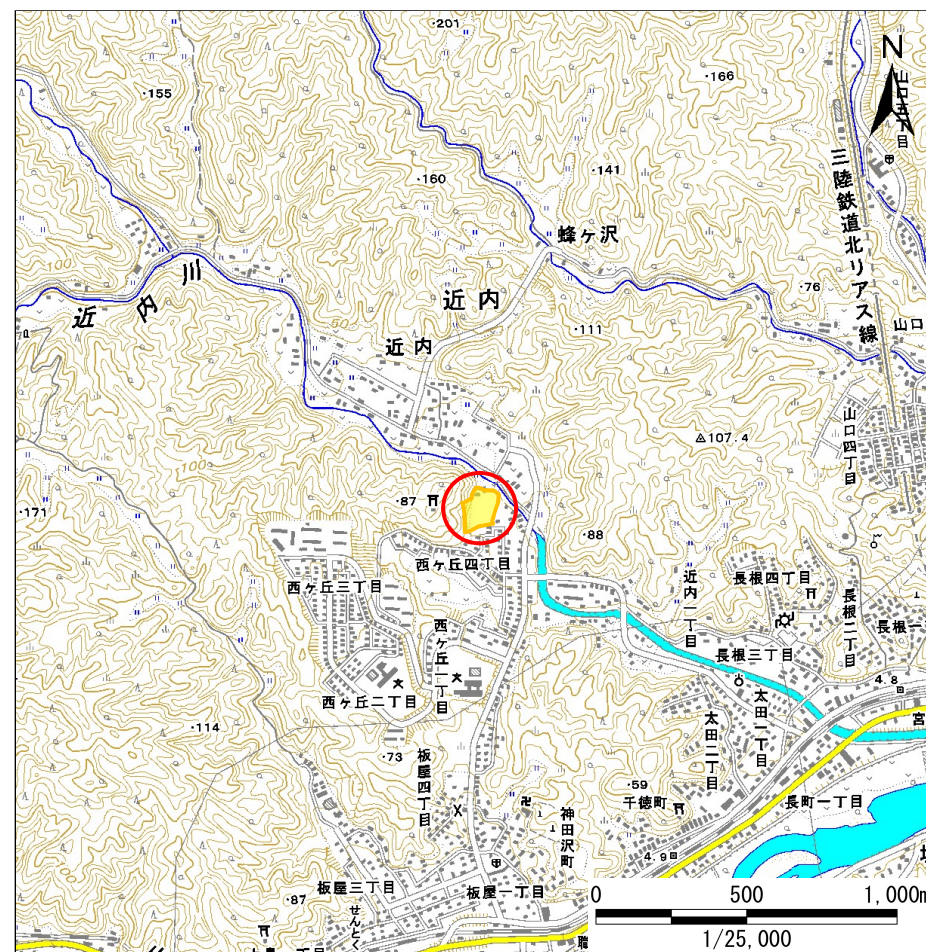 ・201
N
・155
・166
山口五丁目
・160
・141
三陸鉄道北リアス線
蜂ヶ沢
100
近内川
近内
・76
・111
山口
50
近内
山口四丁目
107.4
100
・87
・171
・88
西ヶ丘四丁目
西ヶ丘三丁目
近内一丁目
長根四丁目
長根二丁目
長根一
西ヶ丘一丁目
長根三丁目
4.8
西ヶ丘二丁目
太田一丁目
太田二丁目
宮
・114
・73
板屋四丁目
・59
千徳町
長町一丁目
神田沢町
4.9
板屋三丁目
板屋一丁目
・87
せんとく
0 500 1,000m
1/25,000